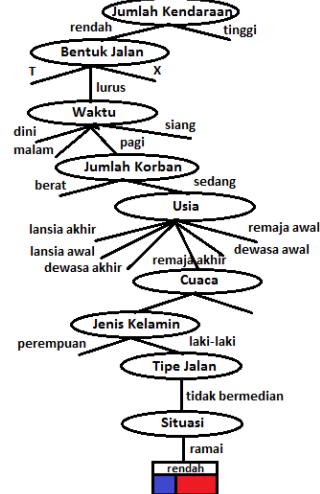 Jumlah Kendaraan
rendah
tinggi
Bentuk Jalan
T
X
lurus
Waktu
dini
siang
malam
pagi
Jumlah Korban
berat
sedang
Usia
lansia akhir
remaja awal
lansia awal
dewasa awal
dewasa akhir
remaja akhir
Cuaca
Jenis Kelamin
perempuan
laki-laki
Tipe Jalan
tidak bermedian
Situasi
ramai
rendah